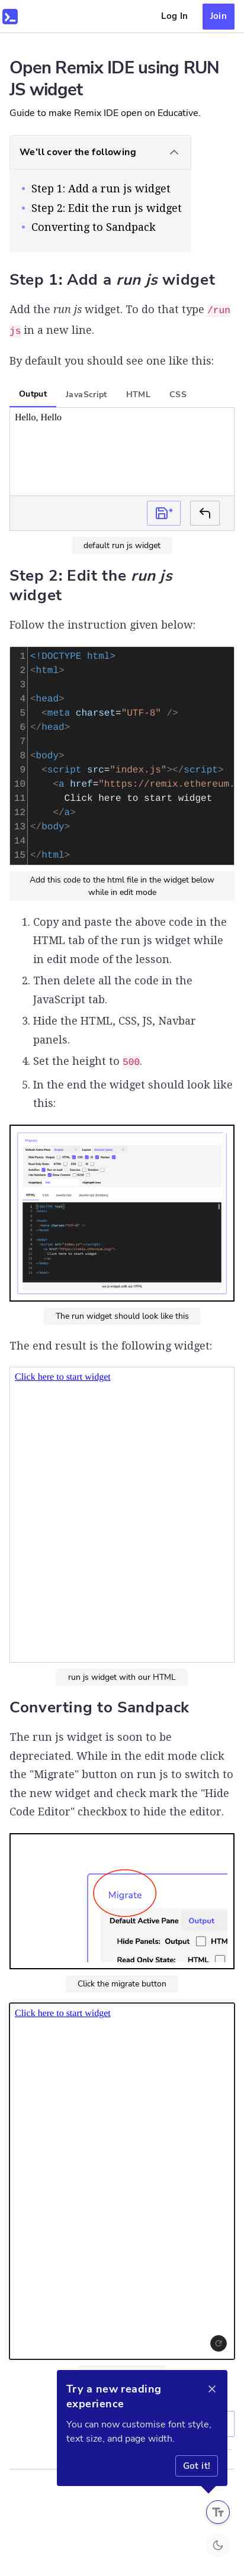 Log In
Join
Open Remix IDE using RUN
JS widget
Guide to make Remix IDE open on Educative.
We'll cover the following
Step 1: Add a run js widget
Step 2: Edit the run js widget
Converting to Sandpack
Step 1: Add a run js widget
Add the run js widget. To do that type /run
js in a new line.
By default you should see one like this:
Output JavaScript HTML CSS
Hello, Hello
default run js widget
Step 2: Edit the run js
widget
Follow the instruction given below:
1 <!DOCTYPE html>
2 <html>
3
4 <head>
5 <meta charset="UTF-8" />
6 </head>
7
8 <body>
9 <script src="index.js"></script>
10 <a href="https://remix.ethereum.
11 Click here to start widget
12 </a>
13 </body>
14
15 </html>
Add this code to the html file in the widget below
while in edit mode
1. Copy and paste the above code in the
HTML tab of the run js widget while
in edit mode of the lesson.
2. Then delete all the code in the
JavaScript tab.
3. Hide the HTML, CSS, JS, Navbar
panels.
4. Set the height to 500.
5. In the end the widget should look like
this:
The run widget should look like this
The end result is the following widget:
Click here to start widget
run js widget with our HTML
Converting to Sandpack
The run js widget is soon to be
depreciated. While in the edit mode click
the "Migrate" button on run js to switch to
the new widget and check mark the "Hide
Code Editor" checkbox to hide the editor.
Migrate
Default Active Pane Output
Hide Panels: Output HTM
Read Only State: HTML
Click the migrate button
Click here to start widget
Try a new reading
experience
You can now customise font style,
text size, and page width.
Got it!